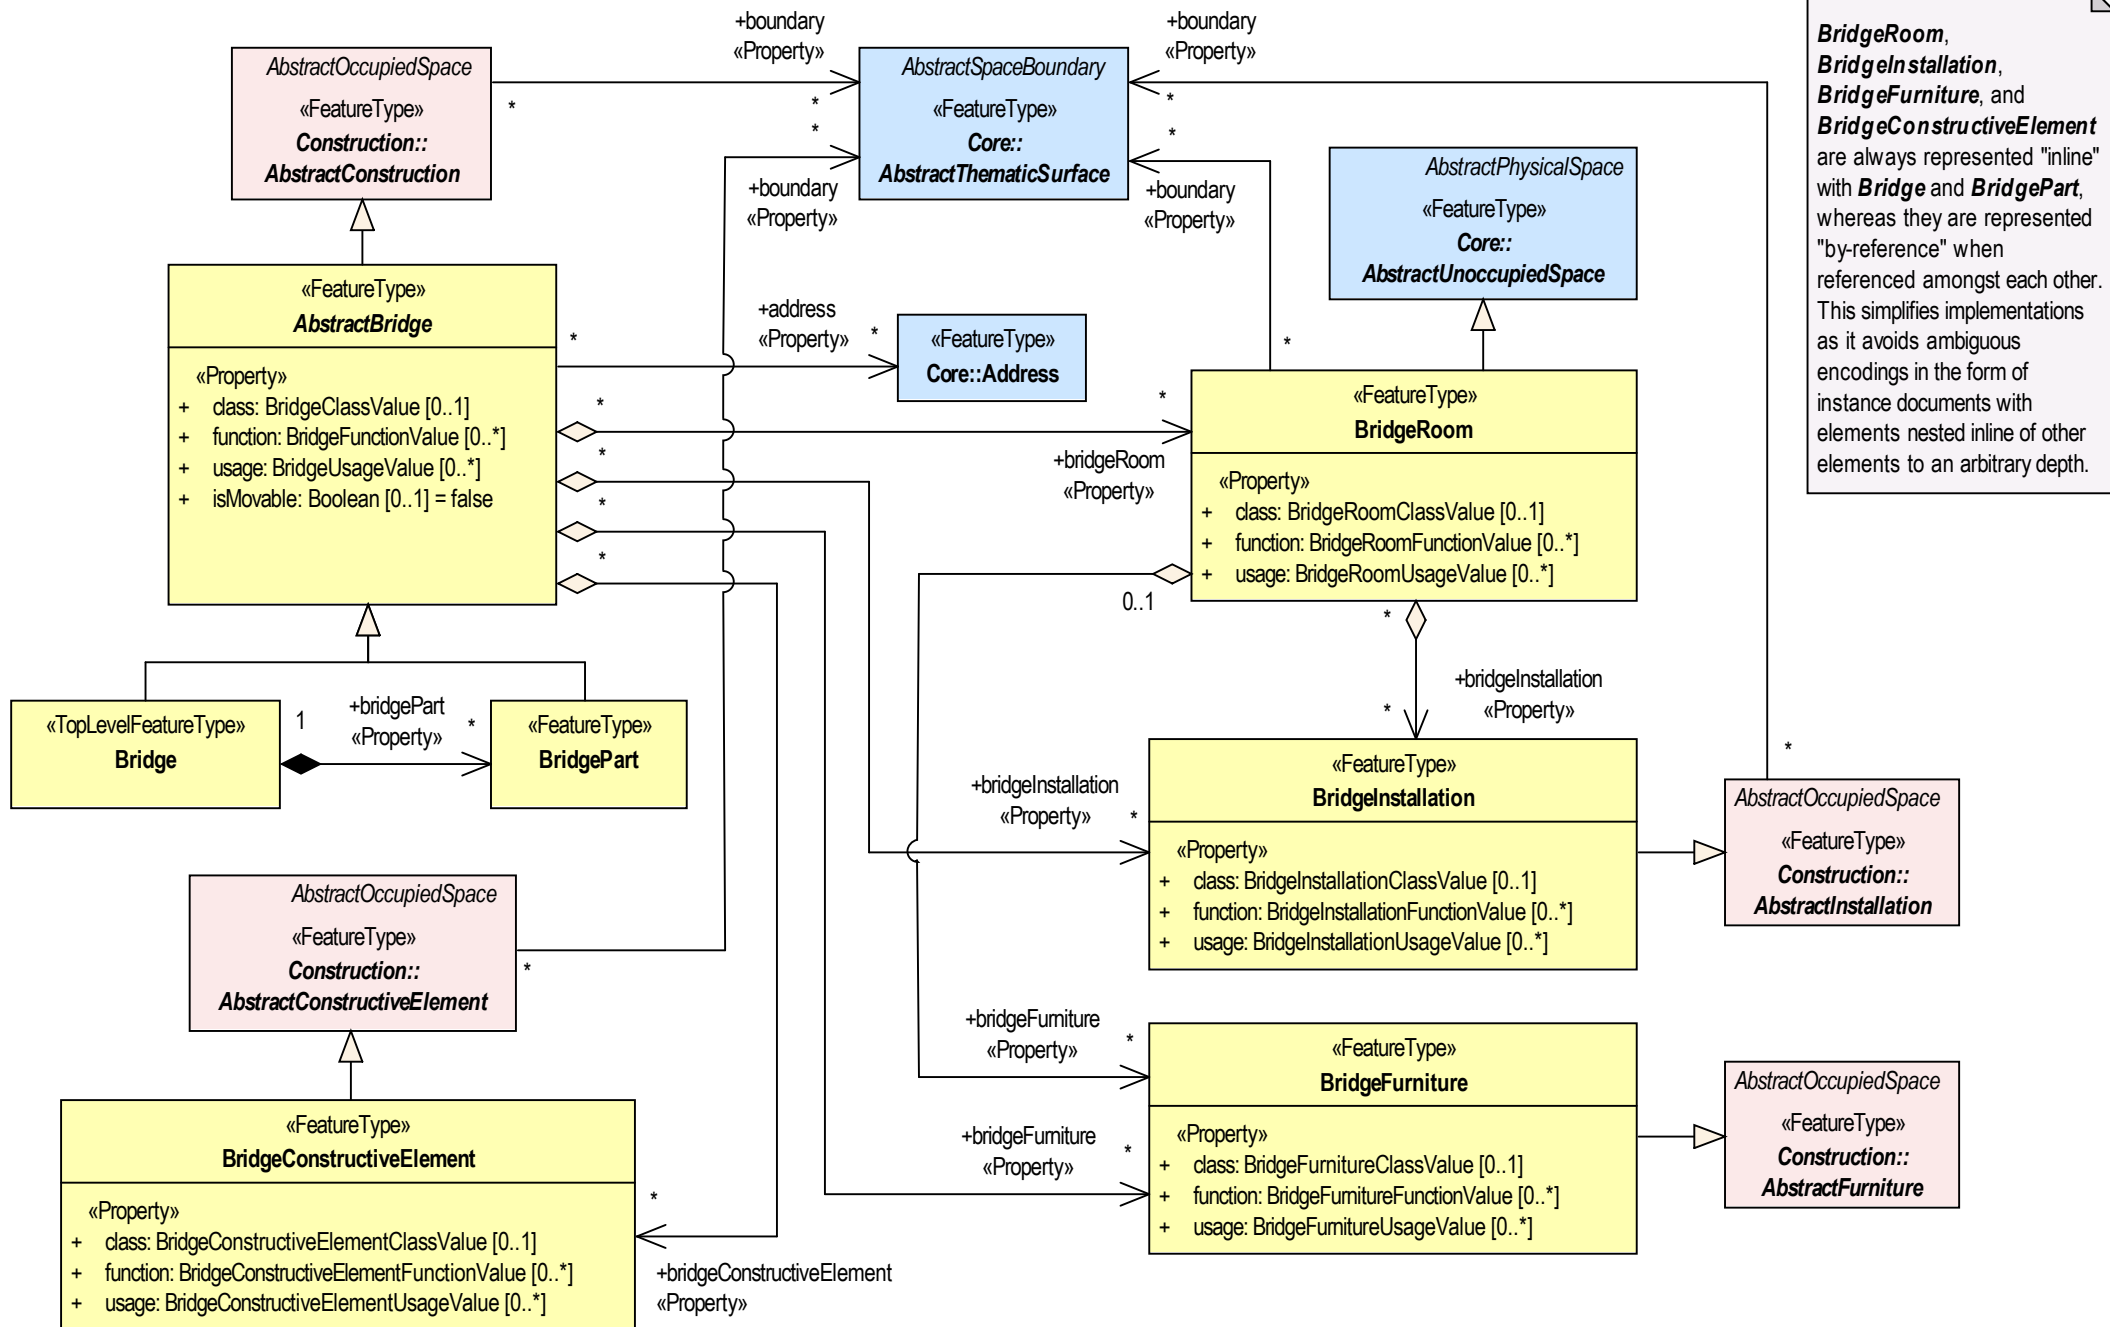 +boundary
«Property»
+boundary
«Property»
AbstractOccupiedSpace
«FeatureType»
Construction::
AbstractConstruction
*
*
*
AbstractSpaceBoundary
«FeatureType»
Core::
AbstractThematicSurface
*
*
+boundary
«Property»
+boundary
«Property»
AbstractPhysicalSpace
«FeatureType»
Core::
AbstractUnoccupiedSpace
BridgeRoom,
BridgeInstallation,
BridgeFurniture, and
BridgeConstructiveElement
are always represented "inline"
with Bridge and BridgePart,
whereas they are represented
"by-reference" when
referenced amongst each other.
This simplifies implementations
as it avoids ambiguous
encodings in the form of
instance documents with
elements nested inline of other
elements to an arbitrary depth.
«FeatureType»
AbstractBridge
«Property»
+ class: BridgeClassValue [0..1]
+ function: BridgeFunctionValue [0..*]
+ usage: BridgeUsageValue [0..*]
+ isMovable: Boolean [0..1] = false
*
+address
«Property»
*
«FeatureType»
Core::Address
*
*
*
*
*
*
+bridgeRoom
«Property»
«FeatureType»
BridgeRoom
«Property»
+ class: BridgeRoomClassValue [0..1]
+ function: BridgeRoomFunctionValue [0..*]
+ usage: BridgeRoomUsageValue [0..*]
0..1
*
+bridgeInstallation
«Property»
*
«TopLevelFeatureType»
Bridge
1
+bridgePart
«Property»
*
«FeatureType»
BridgePart
+bridgeInstallation
«Property»
*
«FeatureType»
BridgeInstallation
«Property»
+ class: BridgeInstallationClassValue [0..1]
+ function: BridgeInstallationFunctionValue [0..*]
+ usage: BridgeInstallationUsageValue [0..*]
*
AbstractOccupiedSpace
«FeatureType»
Construction::
AbstractInstallation
AbstractOccupiedSpace
«FeatureType»
Construction::
AbstractConstructiveElement
*
+bridgeFurniture
«Property»
*
+bridgeFurniture
«Property»
*
«FeatureType»
BridgeFurniture
«Property»
+ class: BridgeFurnitureClassValue [0..1]
+ function: BridgeFurnitureFunctionValue [0..*]
+ usage: BridgeFurnitureUsageValue [0..*]
AbstractOccupiedSpace
«FeatureType»
Construction::
AbstractFurniture
«FeatureType»
BridgeConstructiveElement
«Property»
+ class: BridgeConstructiveElementClassValue [0..1]
+ function: BridgeConstructiveElementFunctionValue [0..*]
+ usage: BridgeConstructiveElementUsageValue [0..*]
*
+bridgeConstructiveElement
«Property»